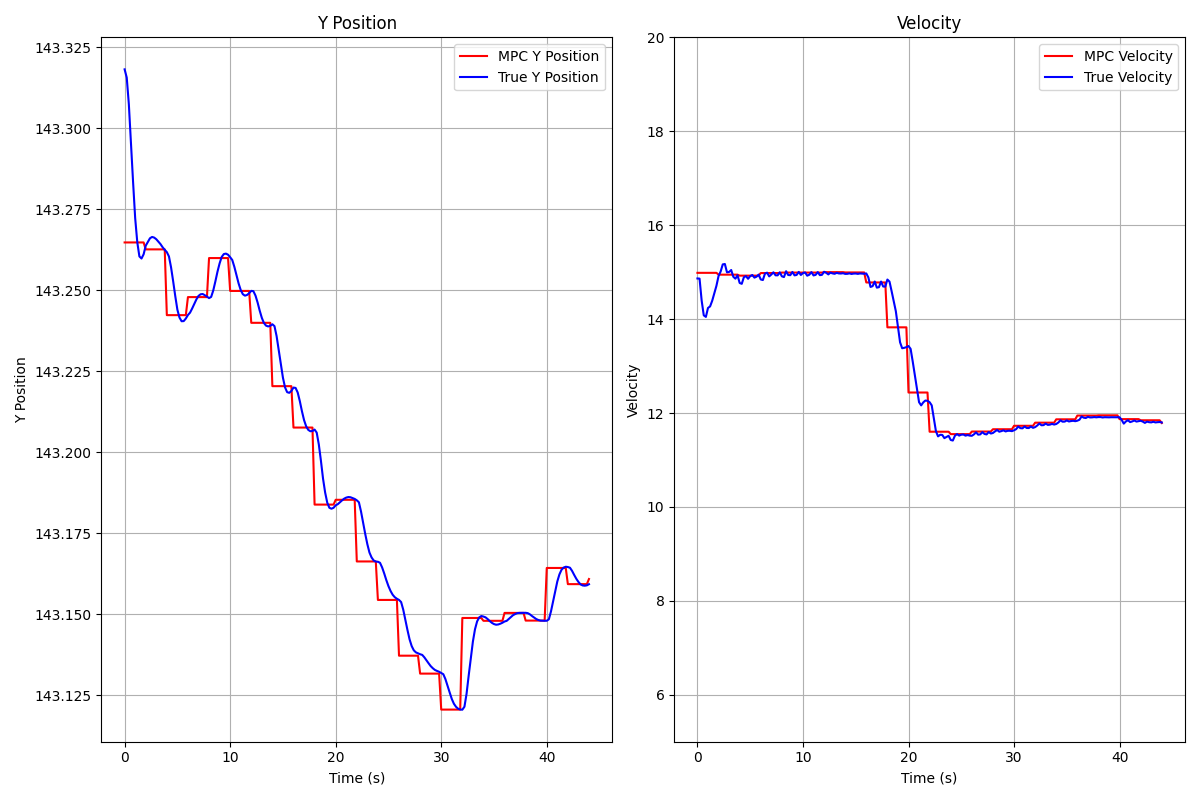 Y Position
143.325
143.300
143.275
143.250
143.225
143.200
143.175
143.150
143.125
Y Position
0 10 20 30 40
Time (s)
MPC Y Position
True Y Position
Velocity
20
18
16
14
12
10
8
6
Velocity
0 10 20 30 40
Time (s)
MPC Velocity
True Velocity